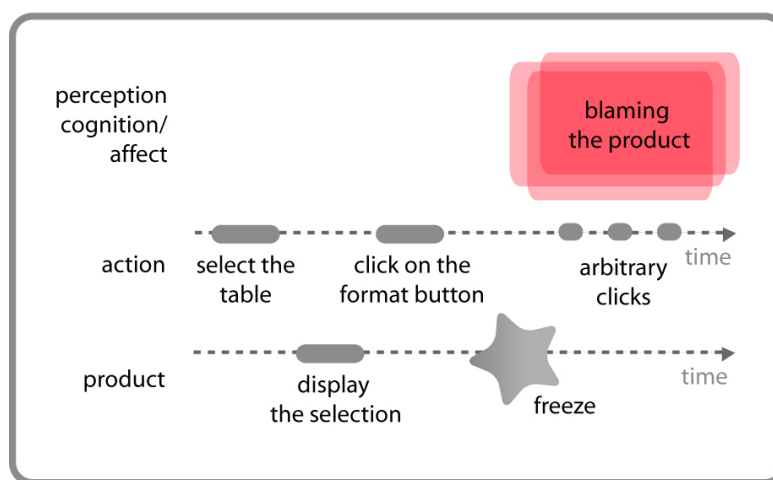 perception
cognition/
affect
blaming
the product
action
select the
table
click on the
format button
arbitrary
clicks
time
product
display
the selection
freeze
time